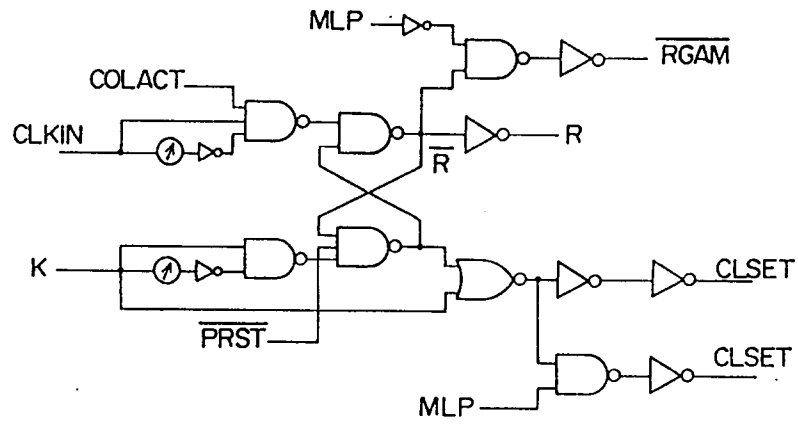 MLP
RGAM
COLACT
CLKIN
R
R
K
CLSET
PRST
CLSET
MLP